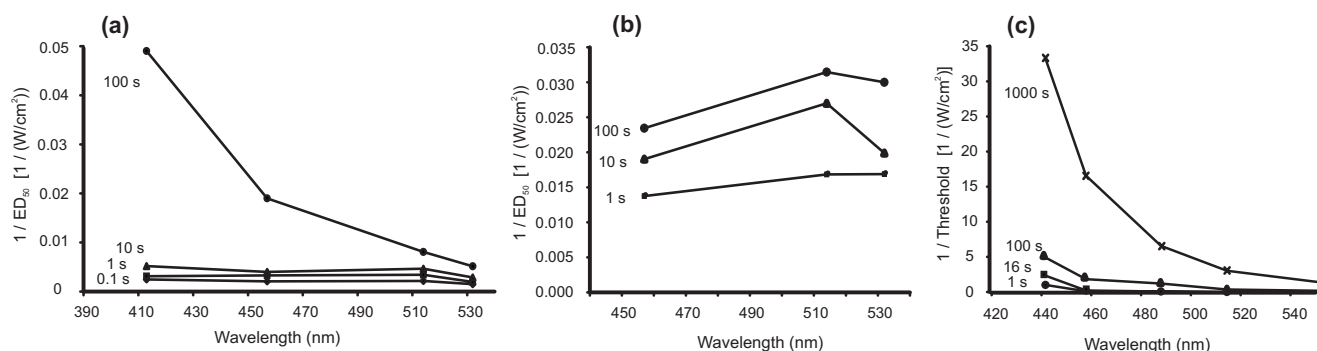 (a)
1 / ED50 [1 / (W/cm²))
0.05
0.04
0.03
0.02
0.01
0
100 s
10 s
1 s
0.1 s
390 410 430 450 470 490 510 530
Wavelength (nm)
(b)
1 / ED50 [1 / (W/cm²))
0.035
0.030
0.025
0.020
0.015
0.010
0.005
0.000
100 s
10 s
1 s
450 470 490 510 530
Wavelength (nm)
(c)
1 / Threshold [1 / (W/cm²)]
35
30
25
20
15
10
5
0
1000 s
100 s
16 s
1 s
420 440 460 480 500 520 540
Wavelength (nm)